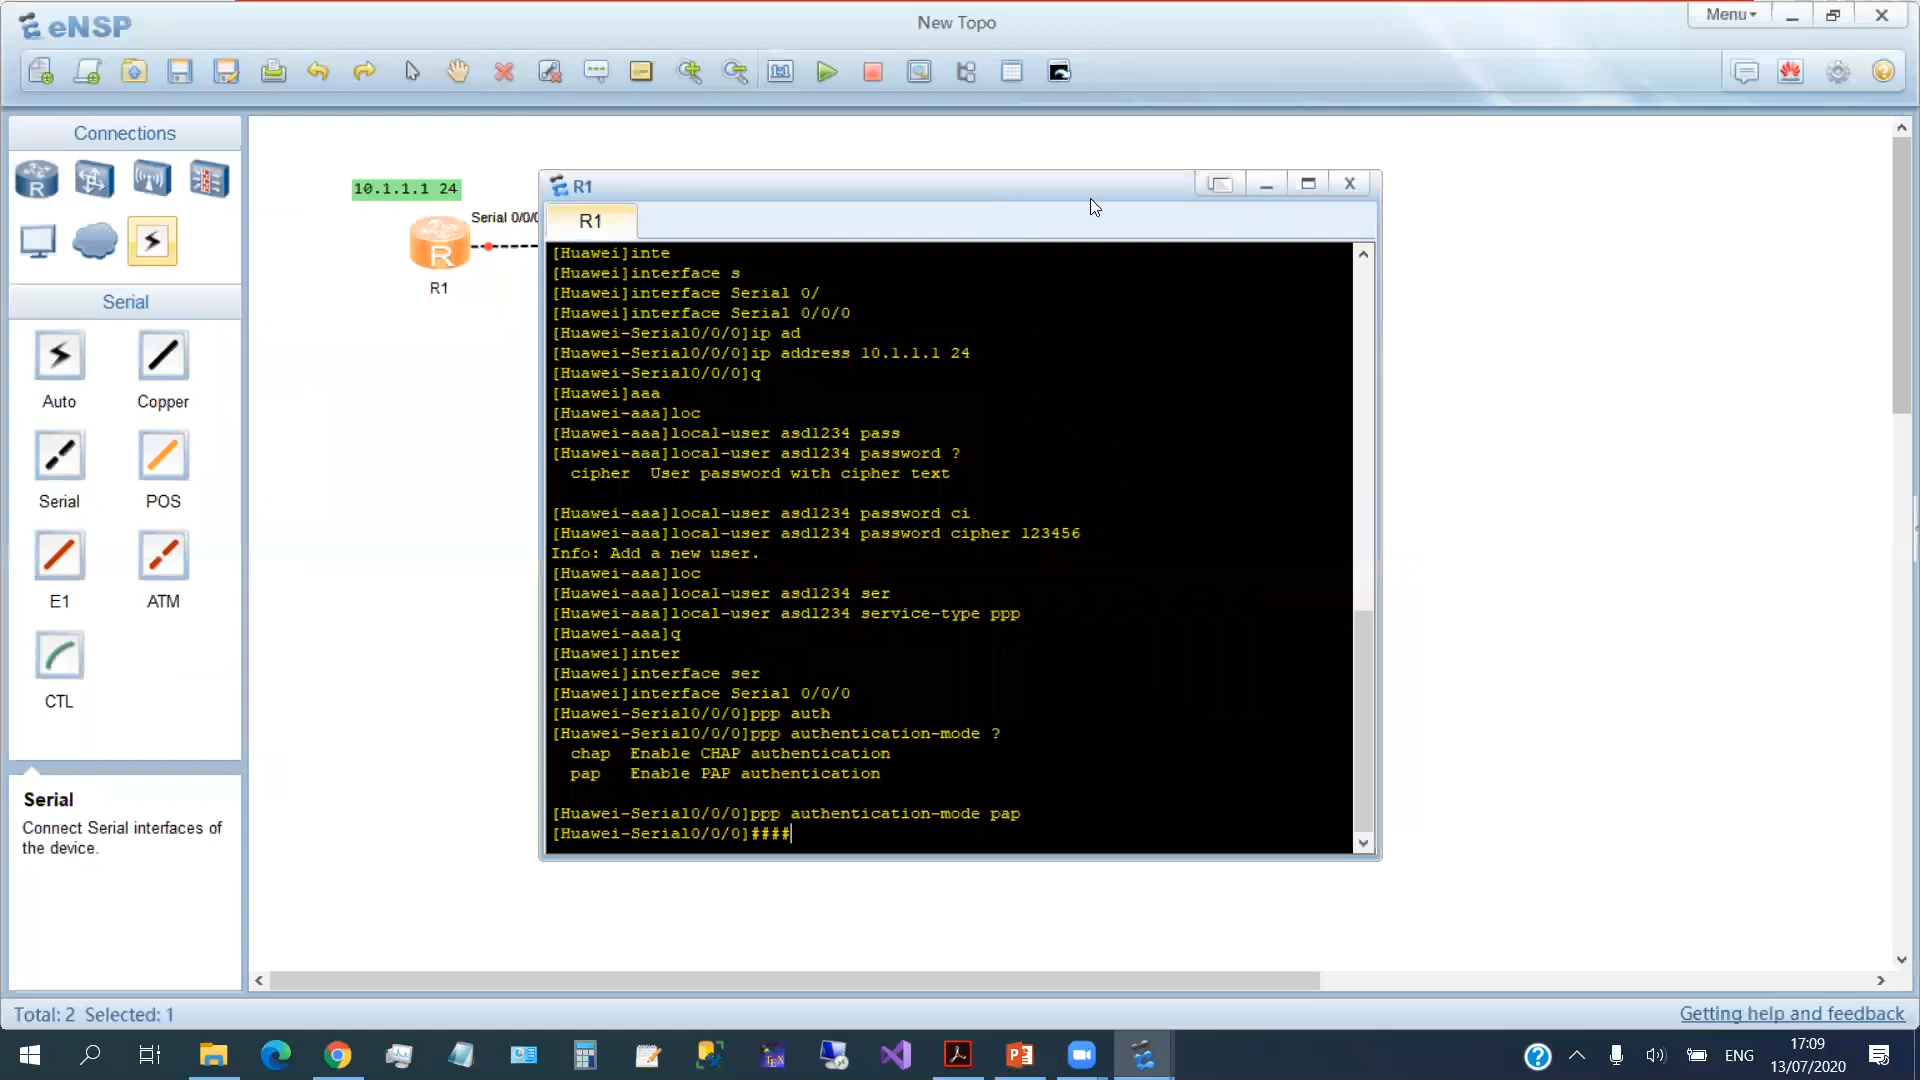 eNSP
New Topo
Menu
Connections
Serial
Auto
Copper
Serial
POS
E1
ATM
CTL
Serial
Connect Serial interfaces of
the device.
10.1.1.1 24
Serial 0/0/0
R1
R1
R1
[Huawei]inte
[Huawei]interface s
[Huawei]interface Serial 0/
[Huawei]interface Serial 0/0/0
[Huawei-Serial0/0/0]ip ad
[Huawei-Serial0/0/0]ip address 10.1.1.1 24
[Huawei-Serial0/0/0]q
[Huawei]aaa
[Huawei-aaa]loc
[Huawei-aaa]local-user asd1234 pass
[Huawei-aaa]local-user asd1234 password ?
cipher  User password with cipher text
[Huawei-aaa]local-user asd1234 password ci
[Huawei-aaa]local-user asd1234 password cipher 123456
Info: Add a new user.
[Huawei-aaa]loc
[Huawei-aaa]local-user asd1234 ser
[Huawei-aaa]local-user asd1234 service-type ppp
[Huawei-aaa]q
[Huawei]inter
[Huawei]interface ser
[Huawei]interface Serial 0/0/0
[Huawei-Serial0/0/0]ppp auth
[Huawei-Serial0/0/0]ppp authentication-mode ?
chap  Enable CHAP authentication
pap   Enable PAP authentication
[Huawei-Serial0/0/0]ppp authentication-mode pap
[Huawei-Serial0/0/0]####
Total: 2 Selected: 1
Getting help and feedback
ENG
17:09
13/07/2020